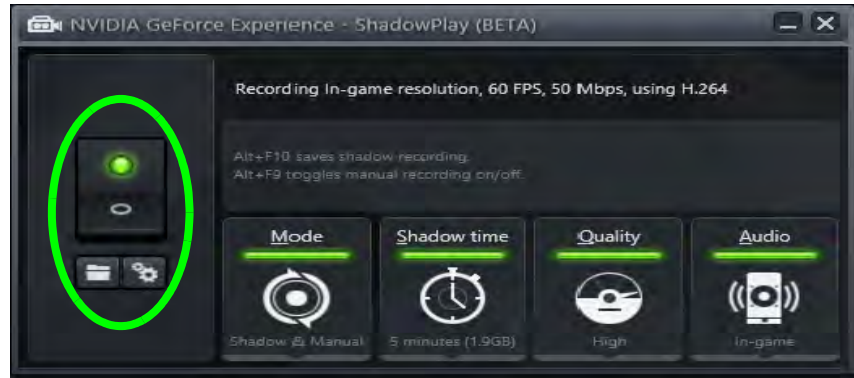 NVIDIA GeForce Experience - ShadowPlay (BETA)
Recording In-game resolution, 60 FPS, 50 Mbps, using H.264
Alt+F10 saves shadow recording.
Alt+F9 toggles manual recording on/off.
Mode
Shadow time
Quality
Audio
Shadow & Manual
5 minutes (1.9GB)
High
In-game